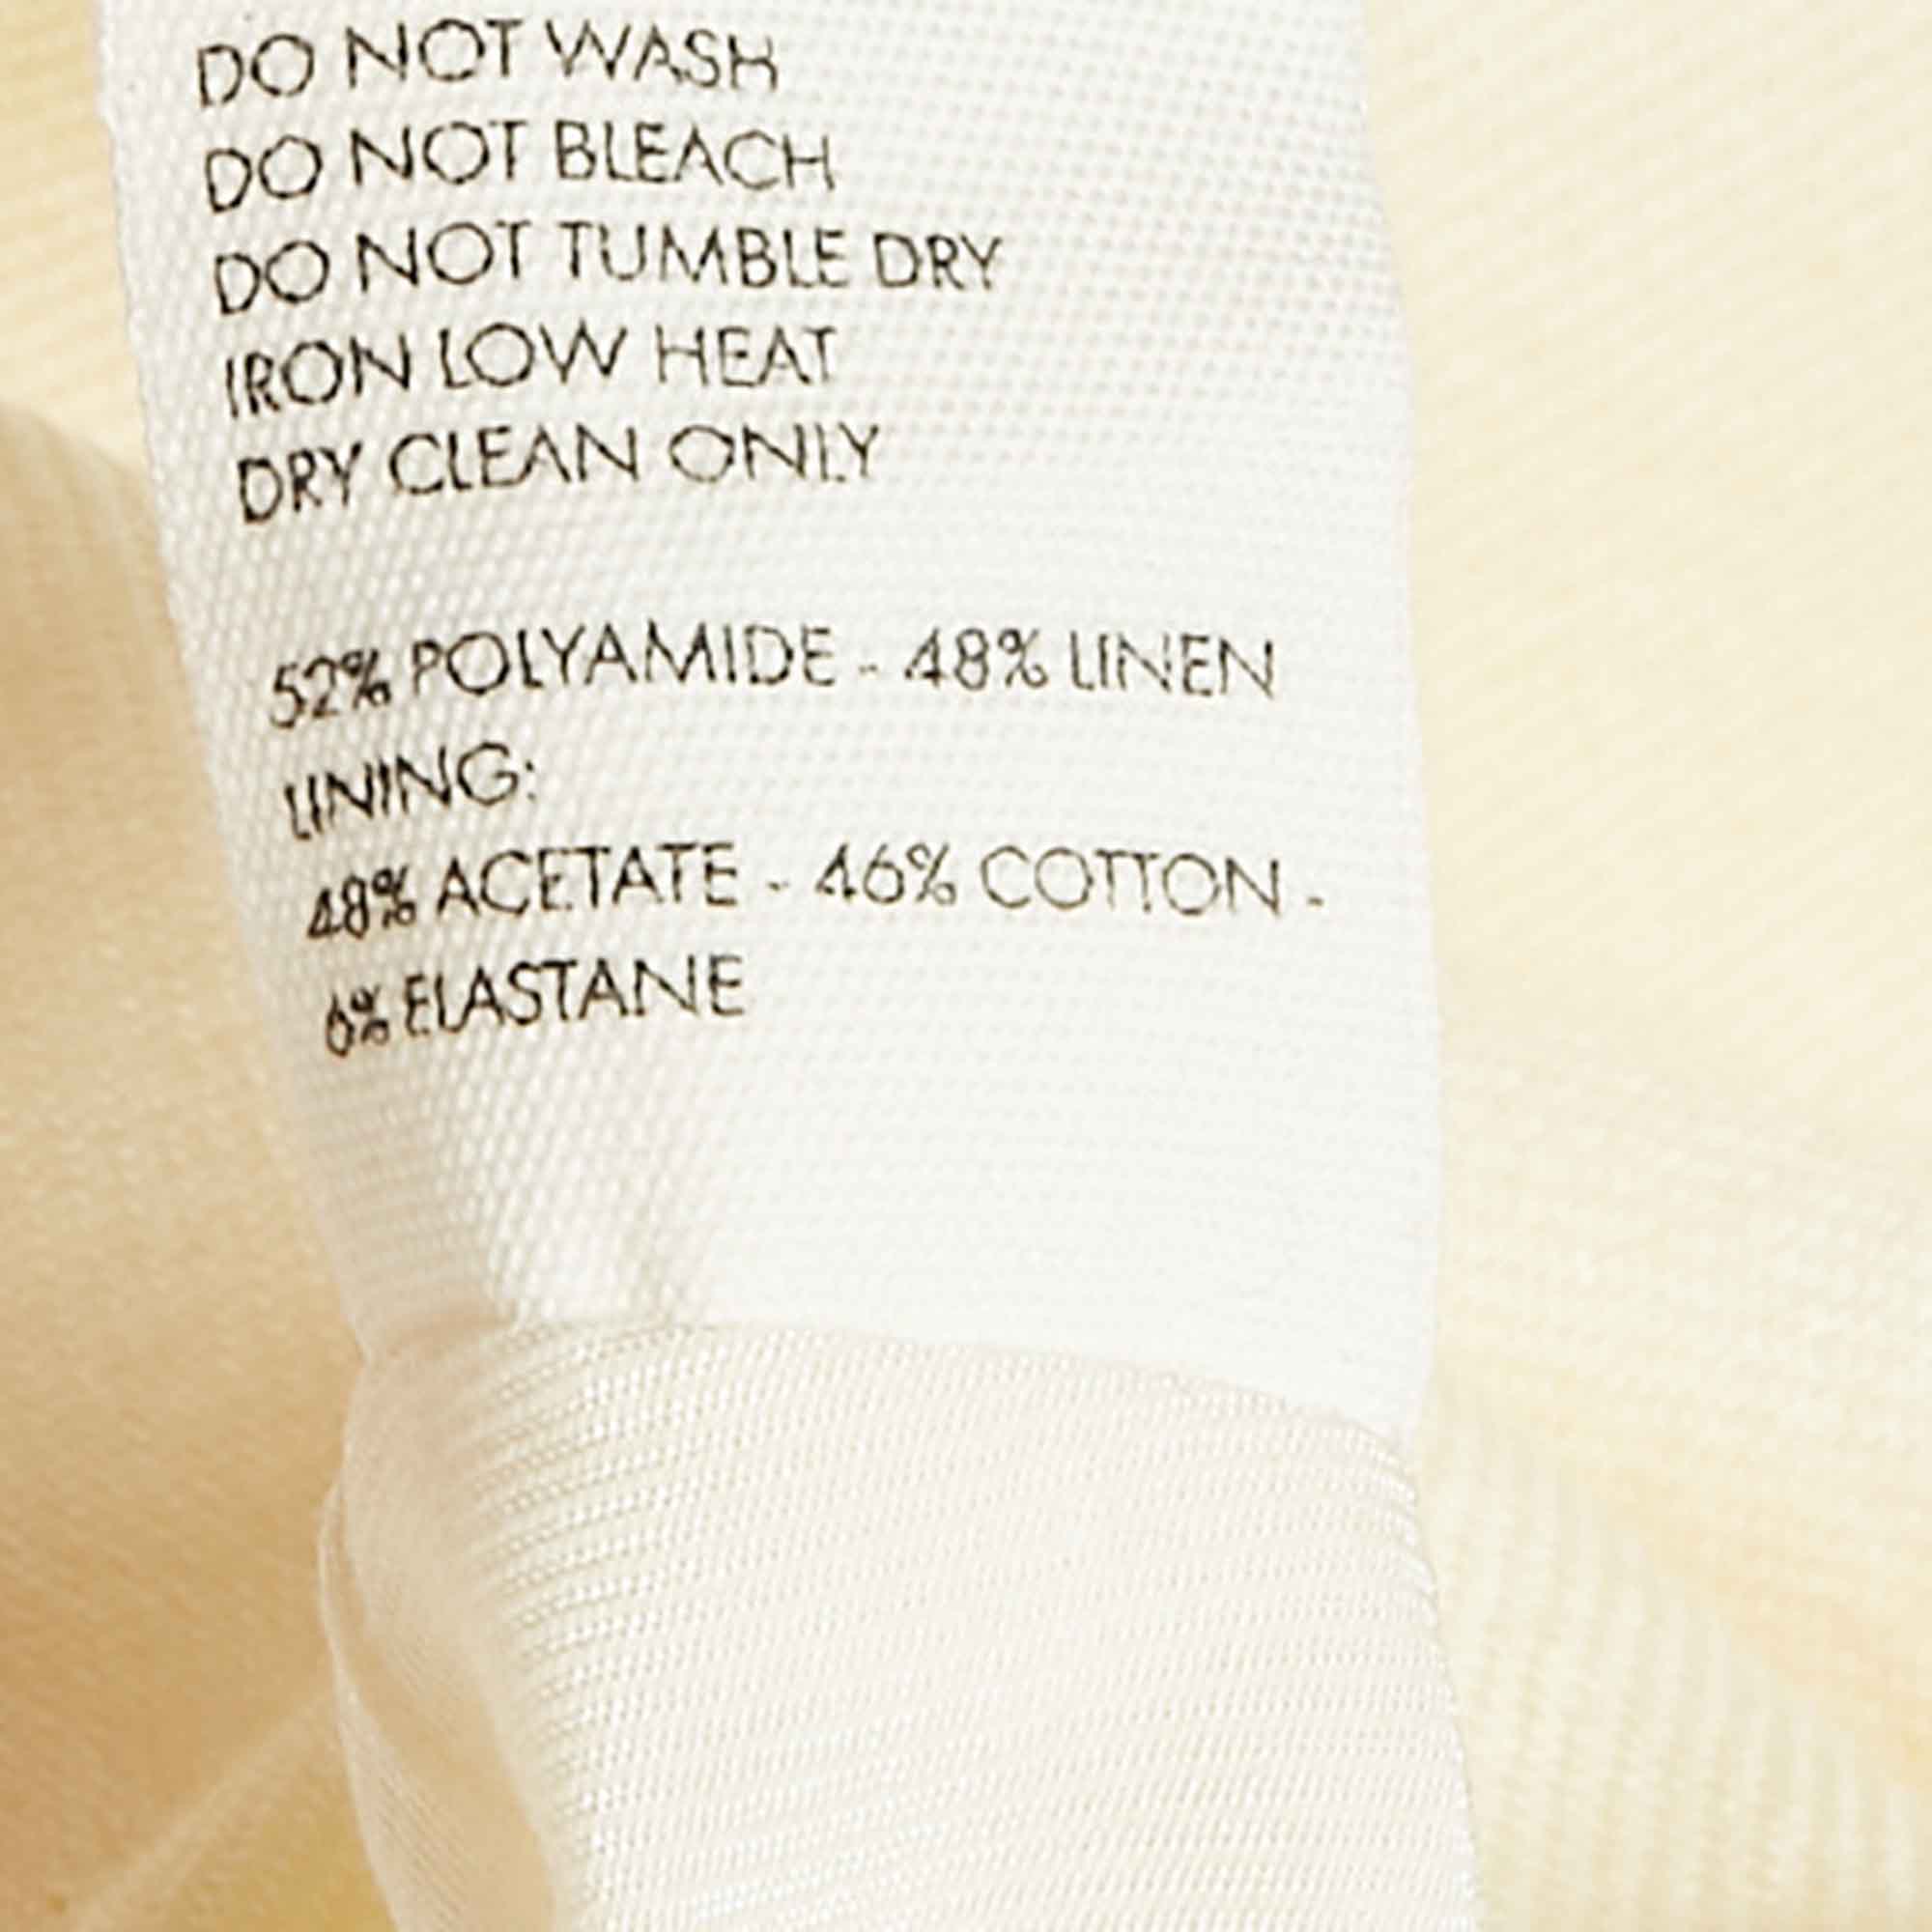 DO NOT WASH
DO NOT BLEACH
DO NOT TUMBLE DRY
IRON LOW HEAT
DRY CLEAN ONLY
52% POLYAMIDE - 48% LINEN
LINING:
48% ACETATE - 46% COTTON -
6% ELASTANE